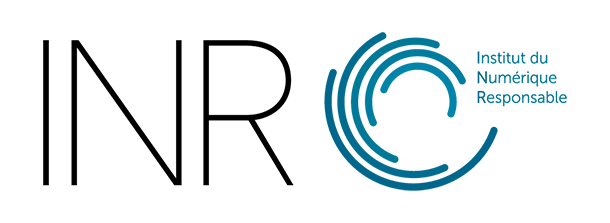 INR
Institut du
Numérique
Responsable